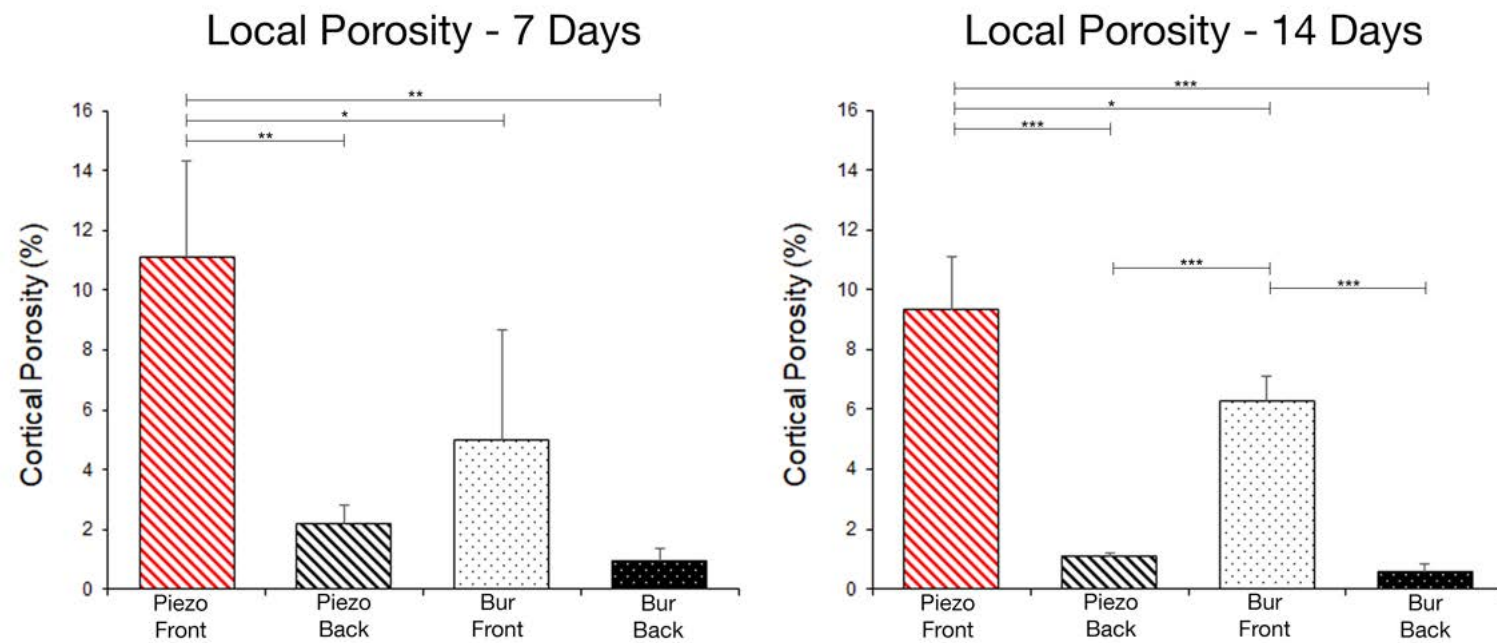 Local Porosity - 7 Days
**
*
**
16
14
12
10
8
6
4
2
0
Cortical Porosity (%)
Piezo
Front
Piezo
Back
Bur
Front
Bur
Back
Local Porosity - 14 Days
***
*
***
***
***
16
14
12
10
8
6
4
2
0
Cortical Porosity (%)
Piezo
Front
Piezo
Back
Bur
Front
Bur
Back